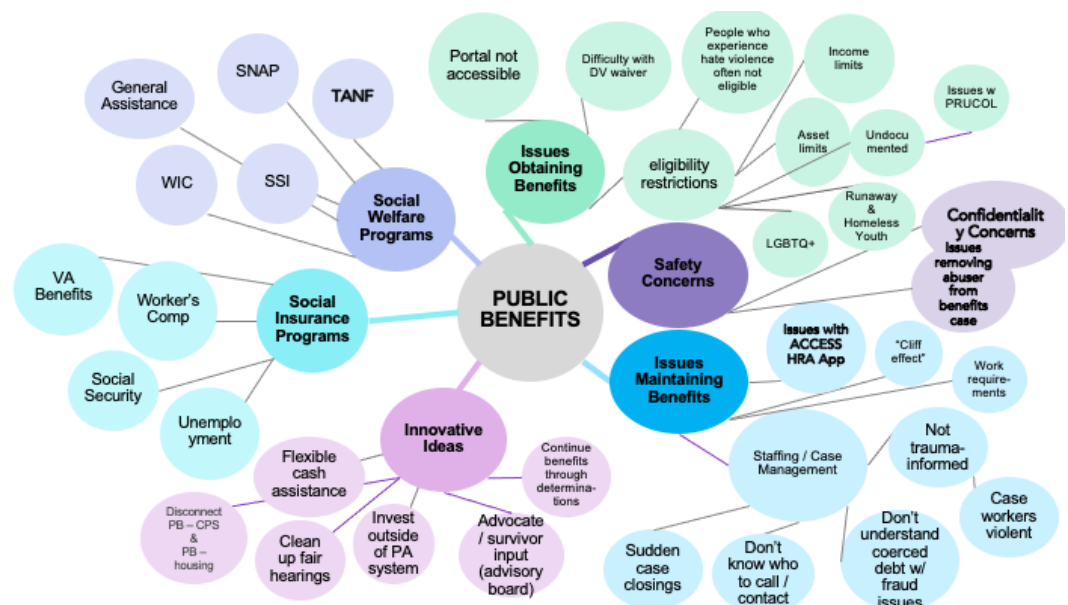 PUBLIC
BENEFITS
Social
Welfare
Programs
General
Assistance
SNAP
TANF
WIC
SSI
Issues
Obtaining
Benefits
Portal not
accessible
Difficulty with
DV waiver
eligibility
restrictions
People who
experience
hate violence
often not
eligible
Income
limits
Asset
limits
Undocu
mented
Issues w
PRUCOL
Runaway
&
Homeless
Youth
LGBTQ+
Safety
Concerns
Confidentialit
y Concerns
Issues
removing
abuser
from
benefits
case
Issues
Maintaining
Benefits
Issues with
ACCESS
HRA App
“Cliff
effect”
Work
require-
ments
Staffing / Case
Management
Not
trauma-
informed
Case
workers
violent
Don’t
understand
coerced
debt w/
fraud
issues
Don’t
know who
to call /
contact
Sudden
case
closings
Innovative
Ideas
Flexible
cash
assistance
Disconnect
PB – CPS
&
PB –
housing
Clean
up fair
hearings
Invest
outside
of PA
system
Advocate
/ survivor
input
(advisory
board)
Continue
benefits
through
determina-
tions
Social
Insurance
Programs
VA
Benefits
Worker’s
Comp
Social
Security
Unemplo
yment